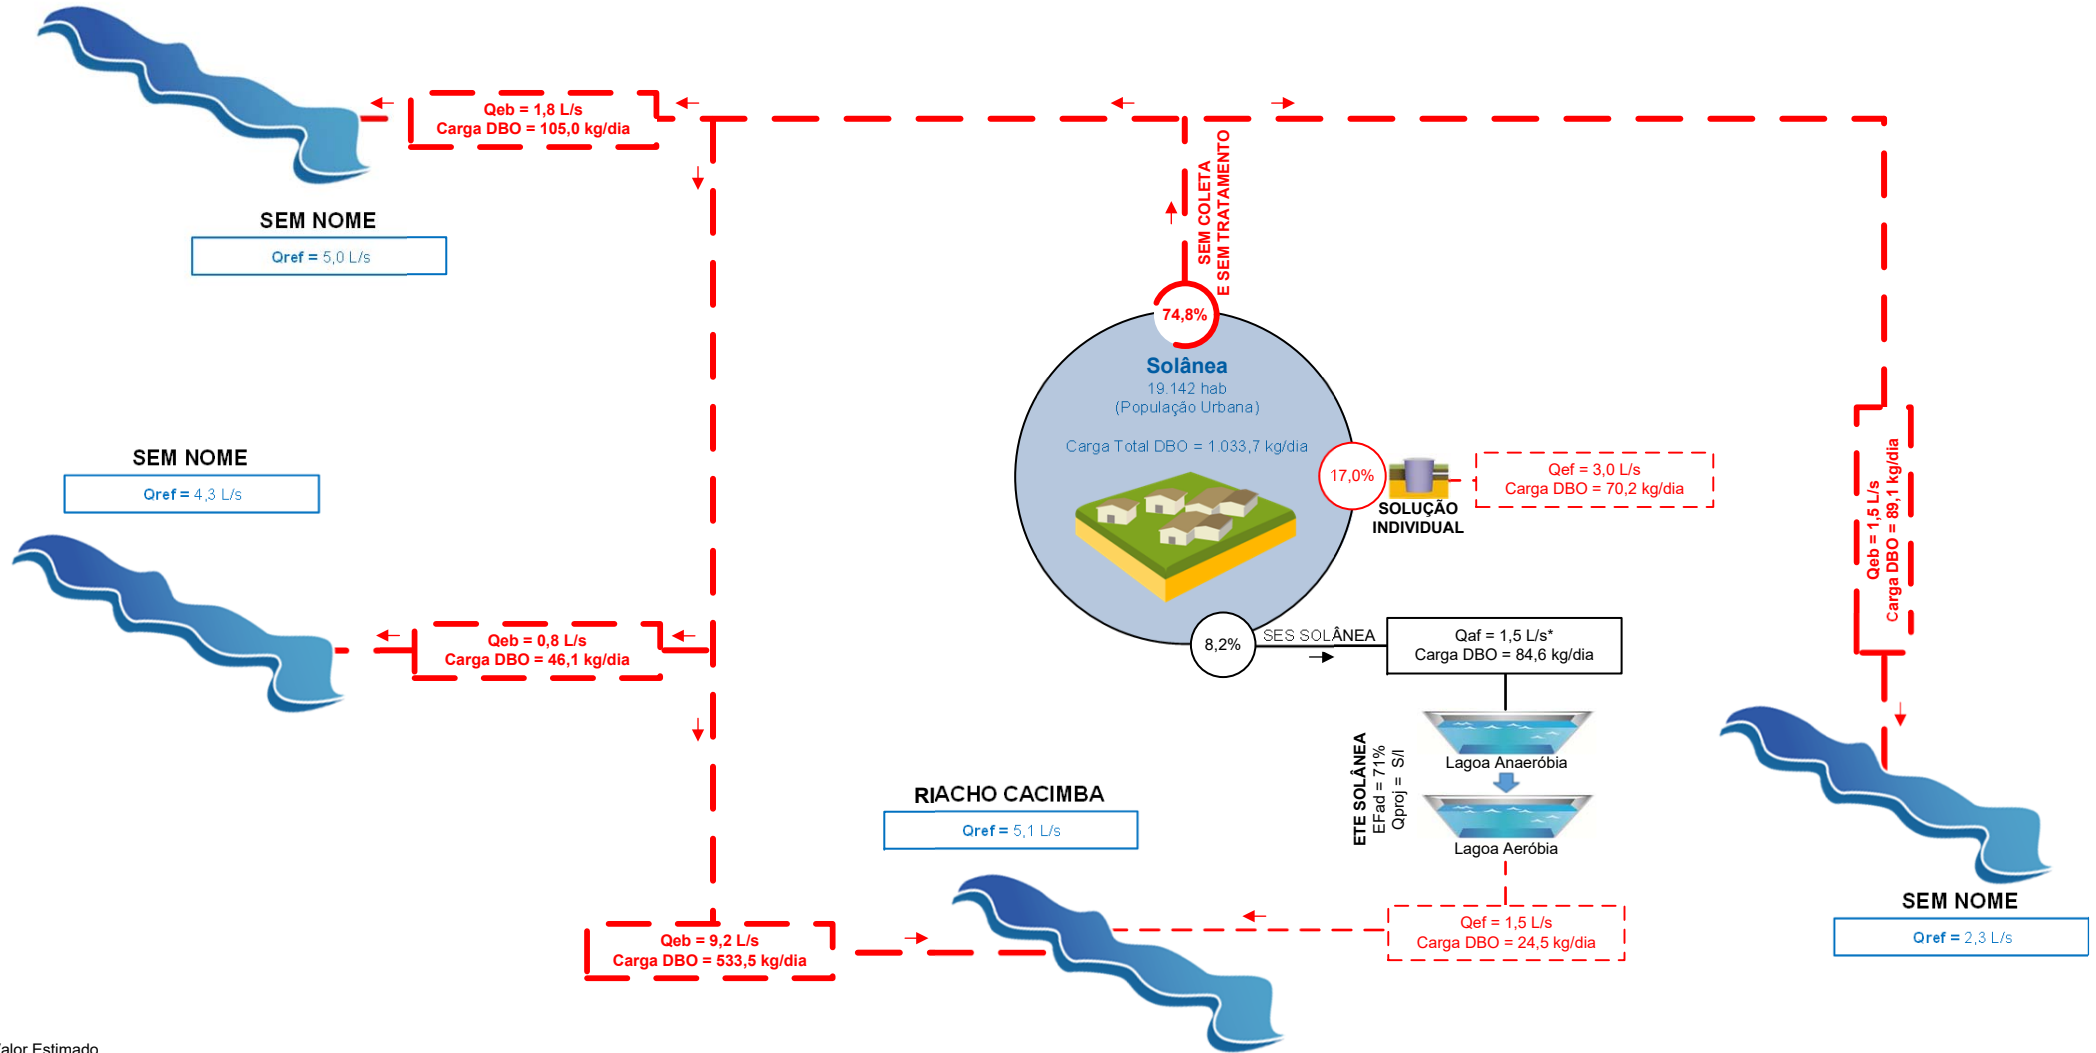 Qeb = 1,8 L/s
Carga DBO = 105,0 kg/dia
SEM NOME
Qref = 5,0 L/s
SEM COLETA
E SEM TRATAMENTO
74,8%
Solânea
19.142 hab
(População Urbana)
Carga Total DBO = 1.033,7 kg/dia
17,0%
SOLUÇÃO
INDIVIDUAL
Qef = 3,0 L/s
Carga DBO = 70,2 kg/dia
Qeb = 1,5 L/s
Carga DBO = 89,1 kg/dia
SEM NOME
Qref = 4,3 L/s
Qeb = 0,8 L/s
Carga DBO = 46,1 kg/dia
8,2%
SES SOLÂNEA
Qaf = 1,5 L/s*
Carga DBO = 84,6 kg/dia
ETE SOLÂNEA
EFad = 71%
Qproj = S/I
Lagoa Anaeróbia
Lagoa Aeróbia
RIACHO CACIMBA
Qref = 5,1 L/s
Qeb = 9,2 L/s
Carga DBO = 533,5 kg/dia
Qef = 1,5 L/s
Carga DBO = 24,5 kg/dia
SEM NOME
Qref = 2,3 L/s
alor Estimado